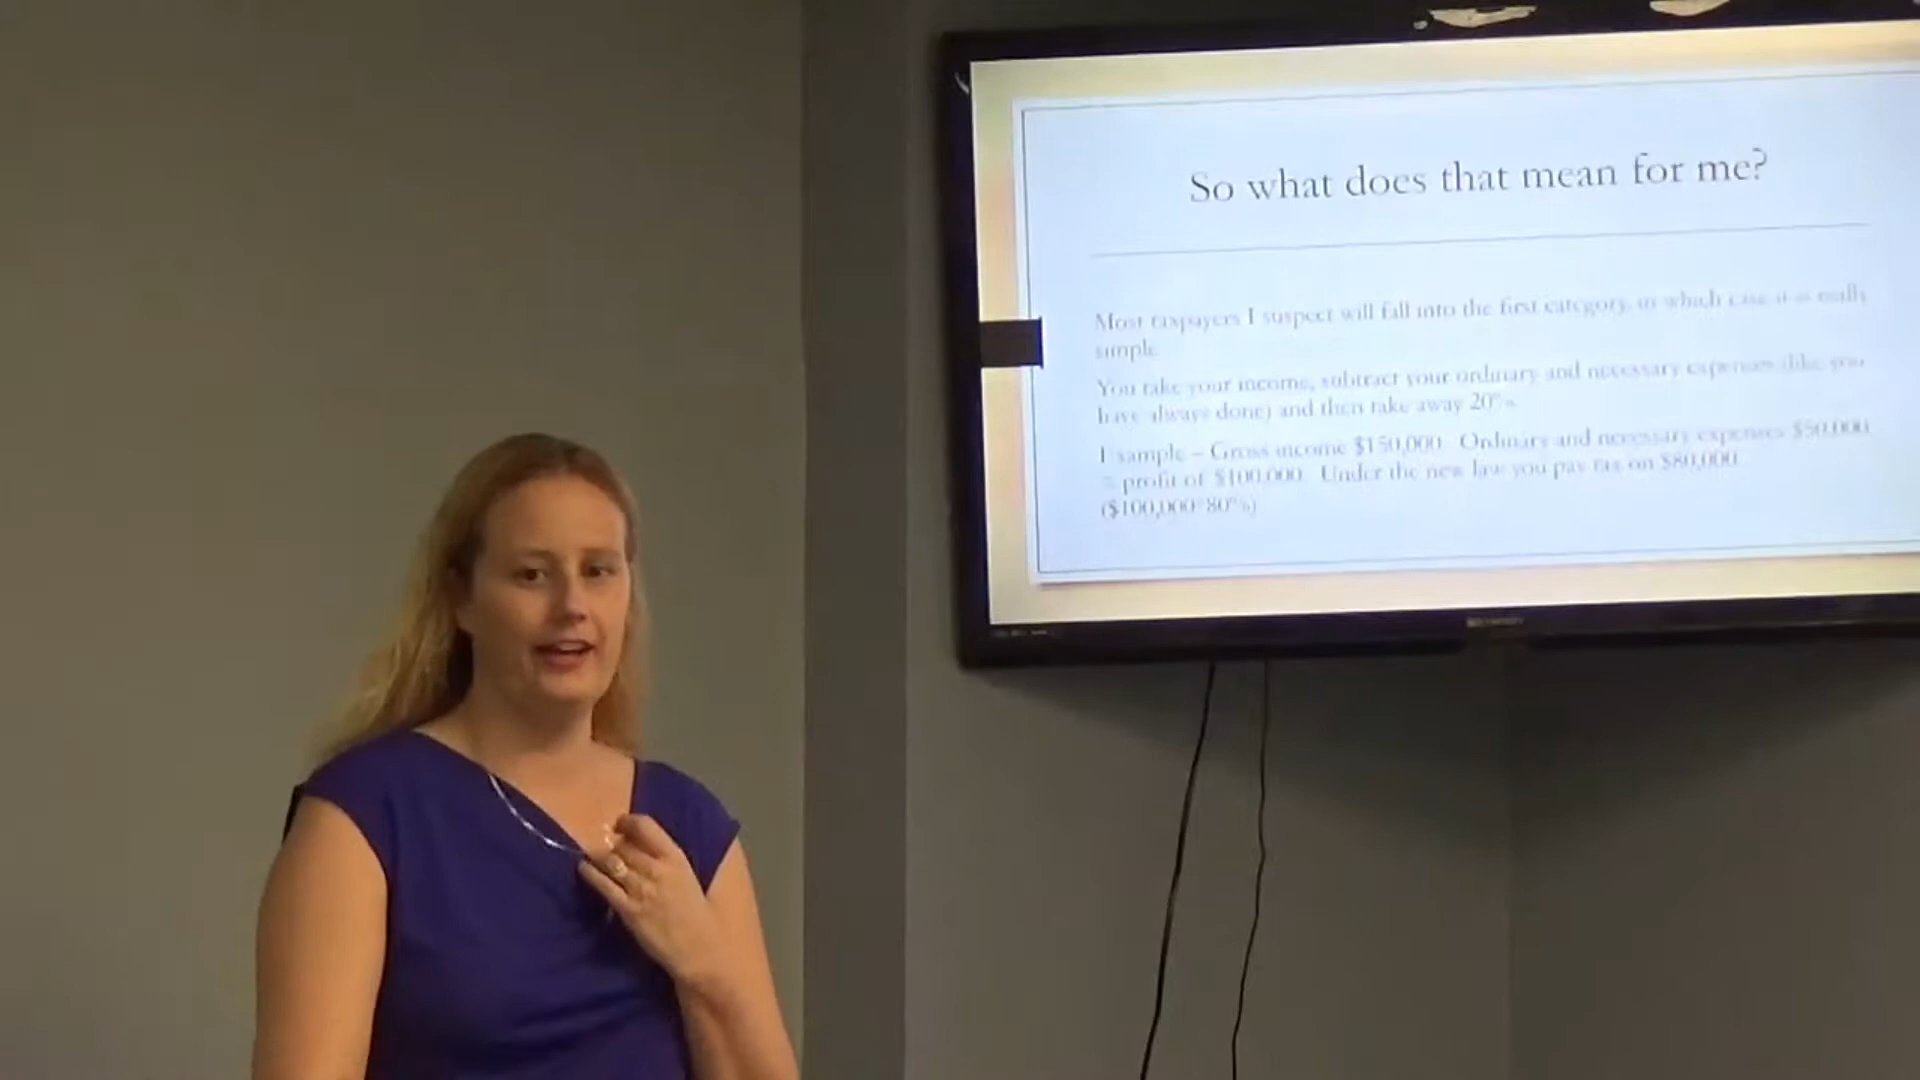 So what does that mean for me?
Most taxpayers I suspect will fall into the first category, in which case it is really
simple.
You take your income, subtract your ordinary and necessary expenses (like you
have always done) and then take away 20%.
Example – Gross income $150,000. Ordinary and necessary expenses $50,000
= profit of $100,000. Under the new law you pay tax on $80,000.
($100,000*80%)